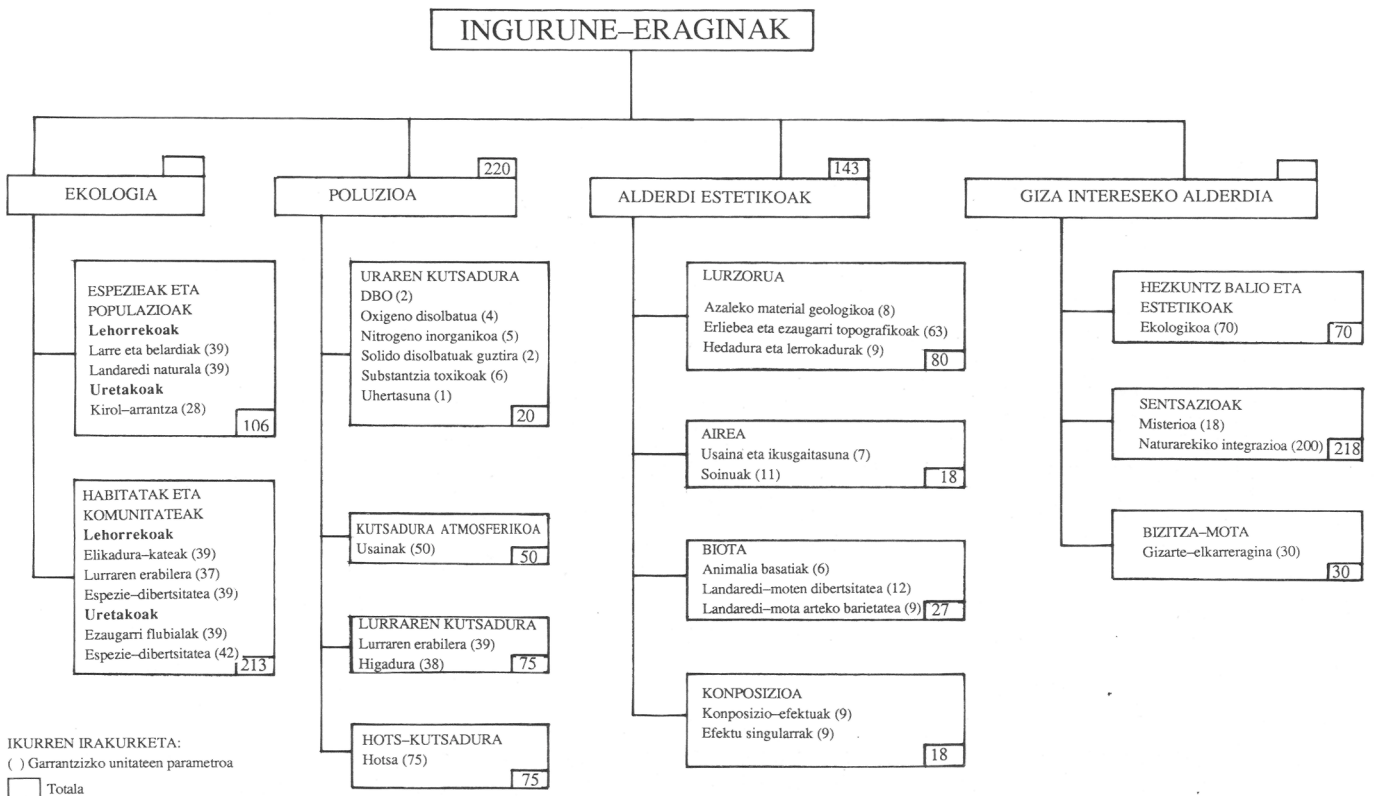 INGURUNE–ERAGINAK
EKOLOGIA
ESPEZIEAK ETA
POPULAZIOAK
Lehorrekoak
Larre eta belardiak (39)
Landaredi naturala (39)
Uretakoak
Kirol–arrantza (28)
106
HABITATAK ETA
KOMUNITATEAK
Lehorrekoak
Elikadura–kateak (39)
Lurraren erabilera (37)
Espezie–dibertsitatea (39)
Uretakoak
Ezaugarri flubialak (39)
Espezie–dibertsitatea (42)
213
220
POLUZIOA
URAREN KUTSADURA
DBO (2)
Oxigeno disolbatua (4)
Nitrogeno inorganikoa (5)
Solido disolbatuak guztira (2)
Substantzia toxikoak (6)
Uhertasuna (1)
20
KUTSADURA ATMOSFERIKOA
Usainak (50)
50
LURRAREN KUTSADURA
Lurraren erabilera (39)
Higadura (38)
75
HOTS–KUTSADURA
Hotsa (75)
75
143
ALDERDI ESTETIKOAK
LURZORUA
Azaleko material geologikoa (8)
Erliebea eta ezaugarri topografikoak (63)
Hedadura eta lerrokadurak (9)
80
AIREA
Usaina eta ikusgaitasuna (7)
Soinuak (11)
18
BIOTA
Animalia basatiak (6)
Landaredi–moten dibertsitatea (12)
Landaredi–mota arteko barietatea (9)
27
KONPOSIZIOA
Konposizio–efektuak (9)
Efektu singularrak (9)
18
GIZA INTERESEKO ALDERDIA
HEZKUNTZ BALIO ETA
ESTETIKOAK
Ekologikoa (70)
70
SENTSAZIOAK
Misterioa (18)
Naturarekiko integrazioa (200)
218
BIZITZA–MOTA
Gizarte–elkarreragina (30)
30
IKURREN IRAKURKETA:
( ) Garrantzizko unitateen parametroa
Totala